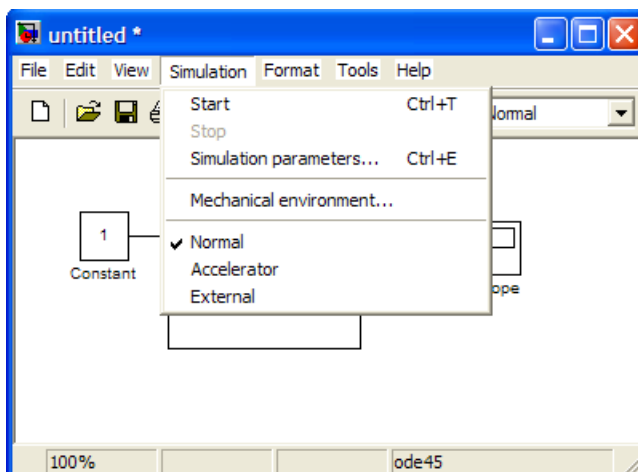 untitled *
File Edit View Simulation Format Tools Help
Normal
Start Ctrl+T
Stop
Simulation parameters... Ctrl+E
Mechanical environment...
Normal
Accelerator
External
1
Constant
100% ode45